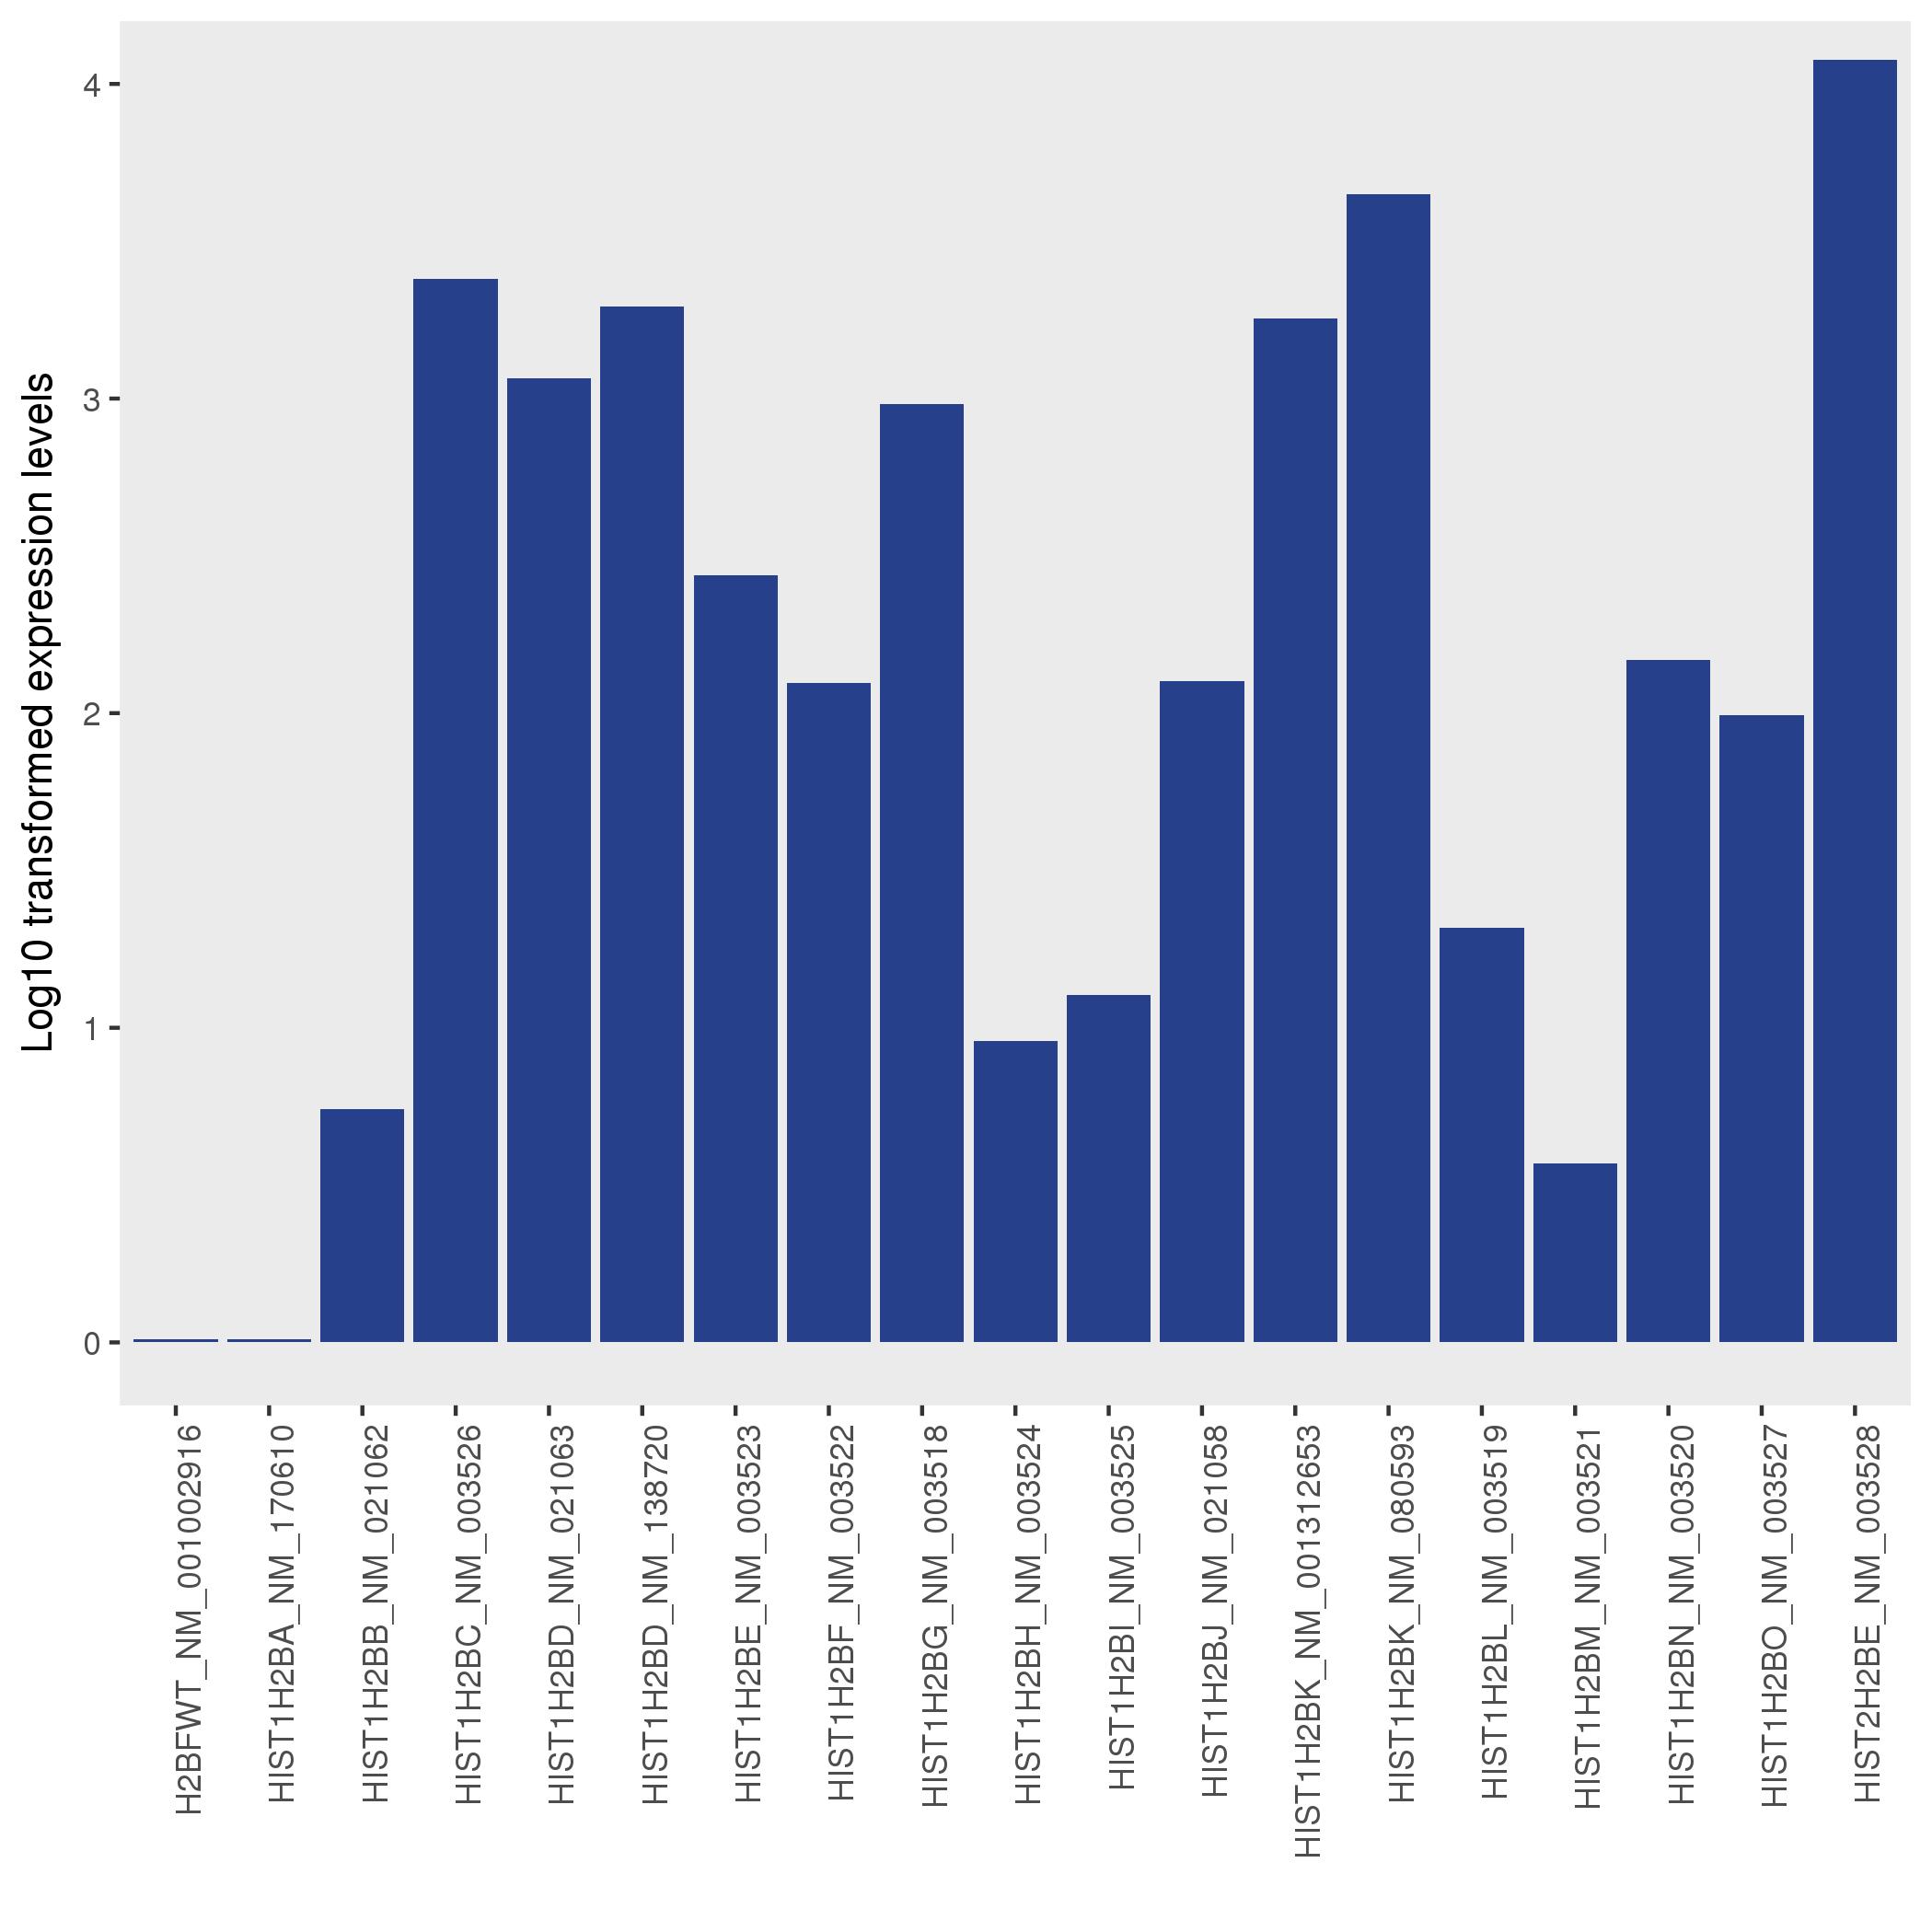 Log10 transformed expression levels
4
3
2
1
0
H2BFWT_NM_001002916
HIST1H2BA_NM_170610
HIST1H2BB_NM_021062
HIST1H2BC_NM_003526
HIST1H2BD_NM_021063
HIST1H2BD_NM_138720
HIST1H2BE_NM_003523
HIST1H2BF_NM_003522
HIST1H2BG_NM_003518
HIST1H2BH_NM_003524
HIST1H2BI_NM_003525
HIST1H2BJ_NM_021058
HIST1H2BK_NM_001312653
HIST1H2BK_NM_080593
HIST1H2BL_NM_003519
HIST1H2BM_NM_003521
HIST1H2BN_NM_003520
HIST1H2BO_NM_003527
HIST2H2BE_NM_003528